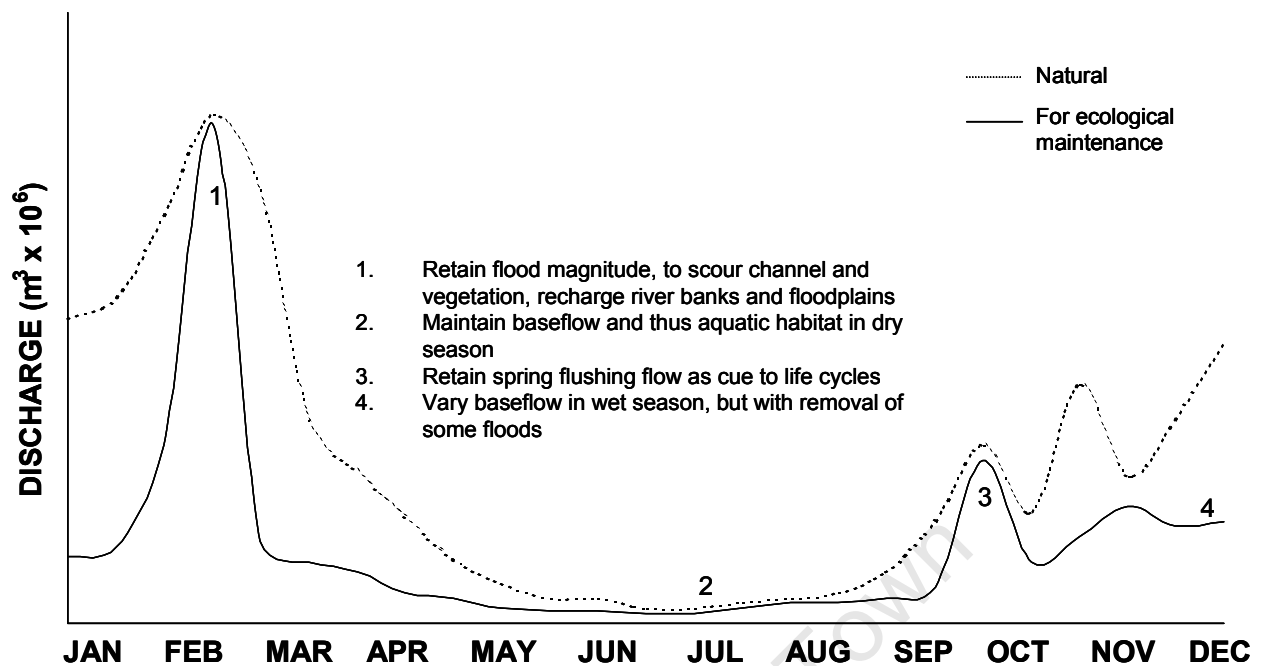 DISCHARGE (m³ x 10⁶)
Natural
For ecological
maintenance
1
1. Retain flood magnitude, to scour channel and
vegetation, recharge river banks and floodplains
2. Maintain baseflow and thus aquatic habitat in dry
season
3. Retain spring flushing flow as cue to life cycles
4. Vary baseflow in wet season, but with removal of
some floods
2
3
4
Town
JAN FEB MAR APR MAY JUN JUL AUG SEP OCT NOV DEC